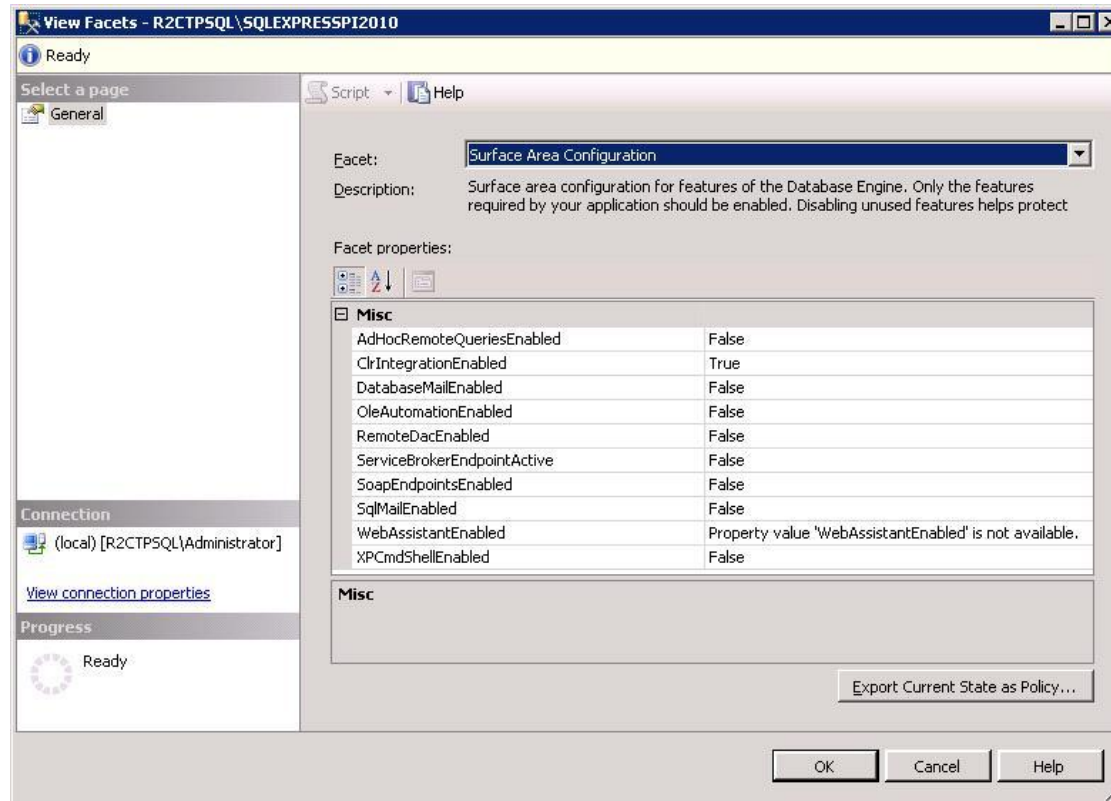 View Facets - R2CTPSQL\SQLEXPRESSPI2010
Ready
Select a page
General
Script
Help
Facet:
Surface Area Configuration
Description:
Surface area configuration for features of the Database Engine. Only the features
required by your application should be enabled. Disabling unused features helps protect
Facet properties:
Misc
AdHocRemoteQueriesEnabled False
ClrIntegrationEnabled True
DatabaseMailEnabled False
OleAutomationEnabled False
RemoteDacEnabled False
ServiceBrokerEndpointActive False
SoapEndpointsEnabled False
SqlMailEnabled False
WebAssistantEnabled Property value 'WebAssistantEnabled' is not available.
XPCmdShellEnabled False
Misc
Connection
(local) [R2CTPSQL\Administrator]
View connection properties
Progress
Ready
Export Current State as Policy...
OK
Cancel
Help